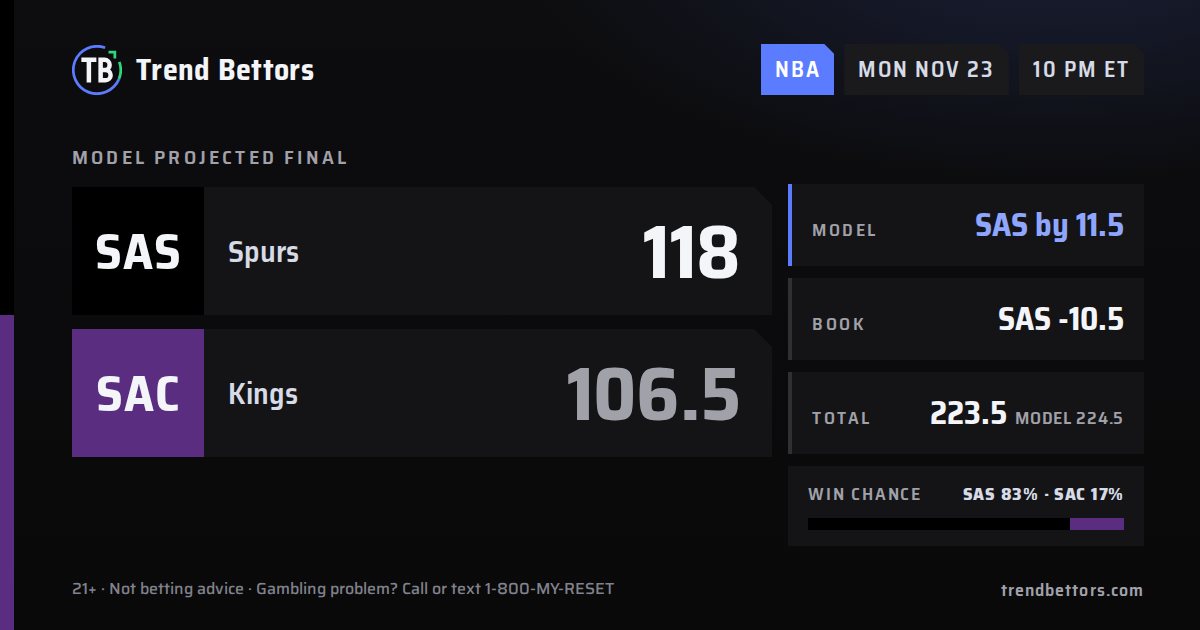 TB Trend Bettors
NBA
MON NOV 23
10 PM ET
MODEL PROJECTED FINAL
SAS Spurs 118
SAC Kings 106.5
MODEL SAS by 11.5
BOOK SAS -10.5
TOTAL 223.5 MODEL 224.5
WIN CHANCE SAS 83% · SAC 17%
21+ · Not betting advice · Gambling problem? Call or text 1-800-MY-RESET
trendbettors.com